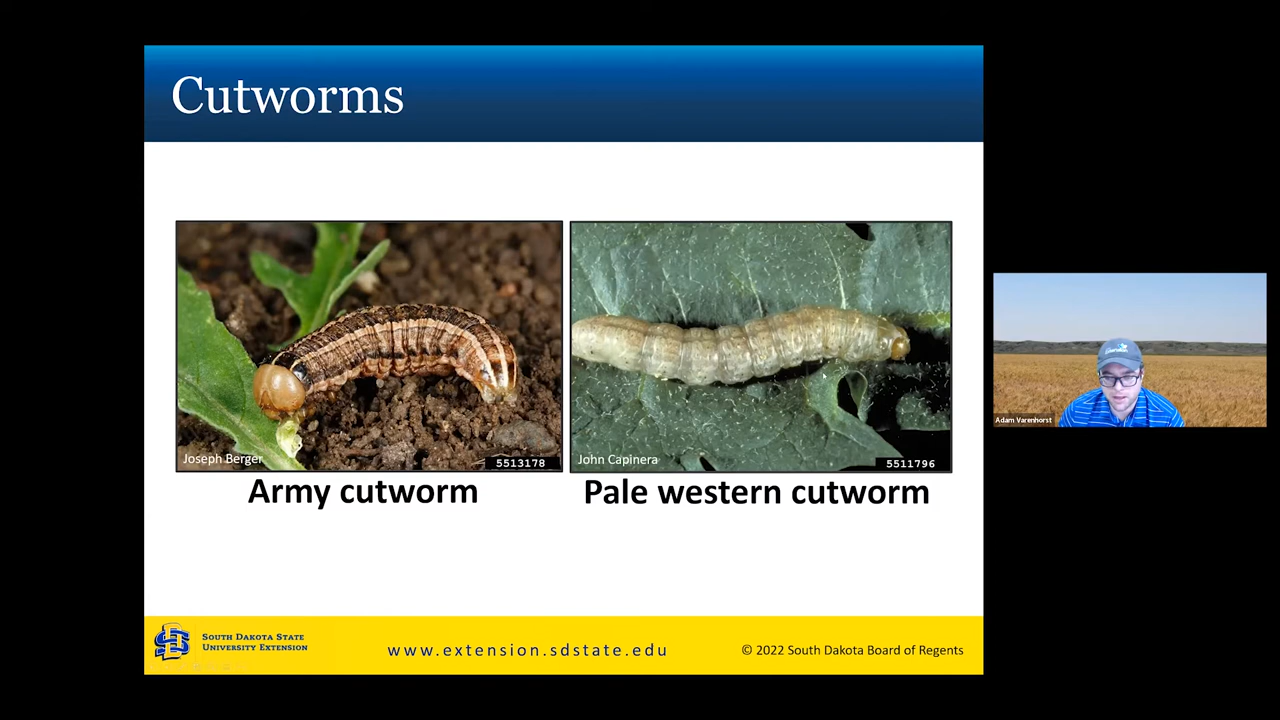 Cutworms
Joseph Berger
5513178
John Capinera
5511796
Army cutworm
Pale western cutworm
Adam Varenhorst
SOUTH DAKOTA STATE
UNIVERSITY EXTENSION
www.extension.sdstate.edu
© 2022 South Dakota Board of Regents